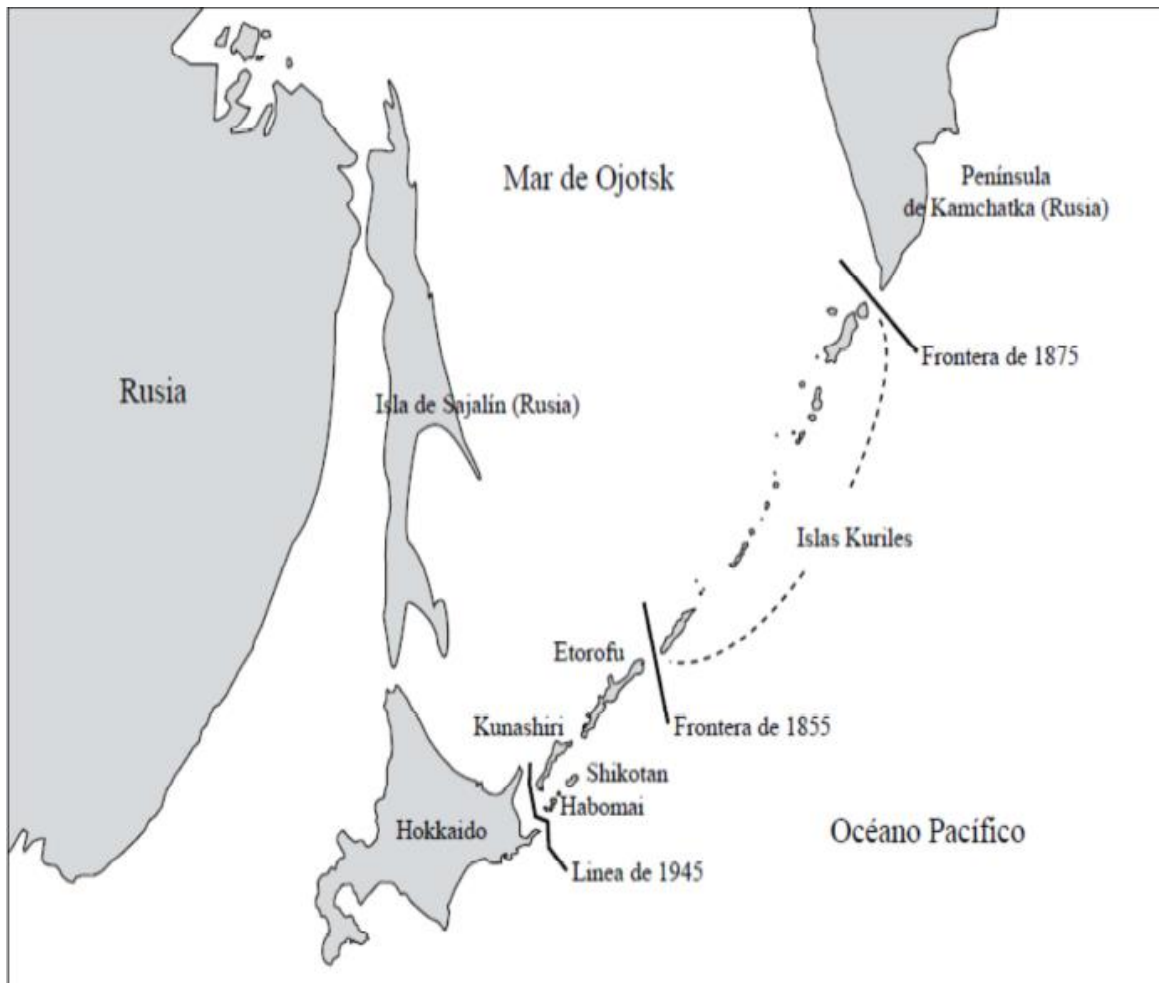 Mar de Ojotsk
Península
de Kamchatka (Rusia)
Frontera de 1875
Rusia
Isla de Sajalín (Rusia)
Islas Kuriles
Etorofu
Frontera de 1855
Kunashiri
Shikotan
Habomai
Hokkaido
Océano Pacífico
Linea de 1945